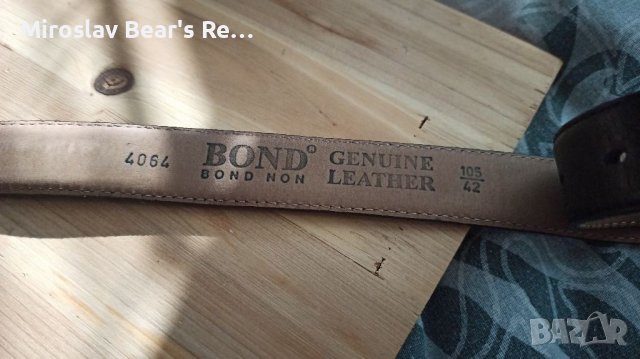 Miroslav Bear's Re...
4064 BOND® GENUINE 105
BOND NON LEATHER 42
BAZAR